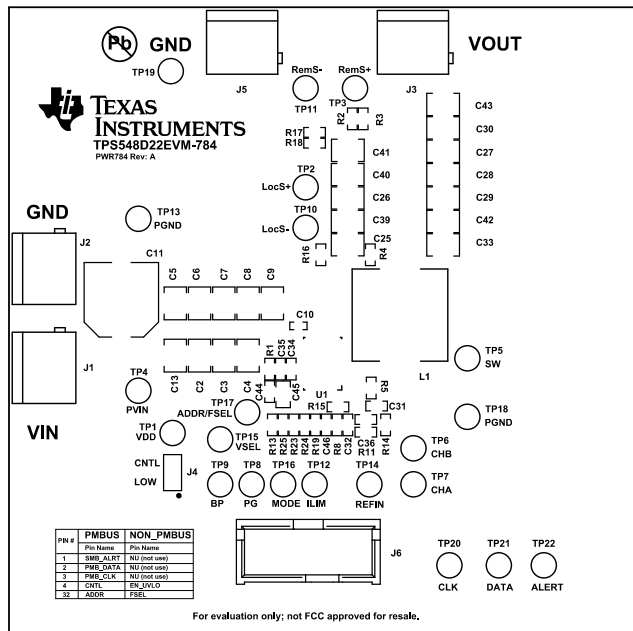 Pb
GND
VOUT
TP19
J5
RemS-
TP11
RemS+
TP3
J3
TEXAS
INSTRUMENTS
TPS548D22EVM-784
PWR784 Rev: A
R2
R3
R17
R18
C43
C30
C41
C27
TP2
LocS+
C40
C28
C26
C29
TP10
LocS-
C39
C42
C25
C33
R16
R4
GND
TP13
PGND
J2
C11
C5
C6
C7
C8
C9
C10
J1
VIN
TP4
PVIN
C13
C2
C3
C4
R1
C35
C34
C44
C45
U1
L1
TP5
SW
R5
R15
C31
TP17
ADDR/FSEL
TP18
PGND
TP1
VDD
TP15
VSEL
R13
R25
R23
R24
R19
C46
R8
C32
C36
R11
R14
TP6
CHB
CNTL
LOW
J4
TP9
BP
TP8
PG
TP16
MODE
TP12
ILIM
TP14
REFIN
TP7
CHA
PIN # PMBUS NON_PMBUS
Pin Name Pin Name
1 SMB_ALRT NU (not use)
2 PMB_DATA NU (not use)
3 PMB_CLK NU (not use)
4 CNTL EN_UVLO
32 ADDR FSEL
J6
TP20
CLK
TP21
DATA
TP22
ALERT
For evaluation only; not FCC approved for resale.